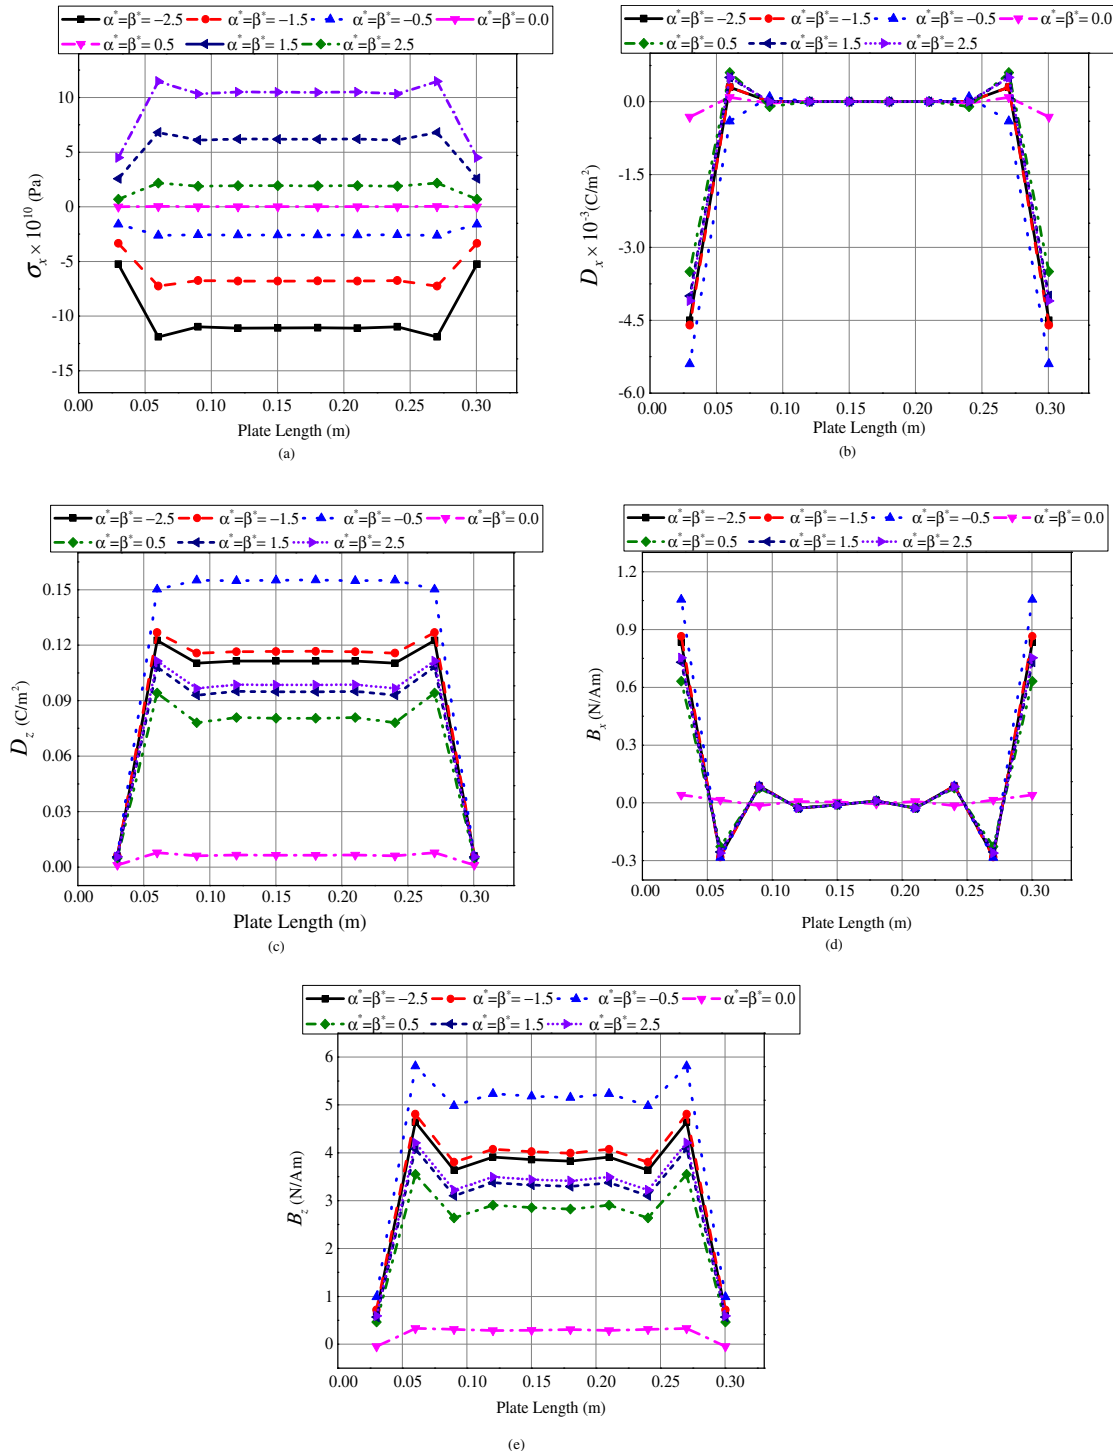 α*=β*= −2.5 α*=β*= −1.5 α*=β*= −0.5 α*=β*= 0.0
α*=β*= 0.5 α*=β*= 1.5 α*=β*= 2.5
10
5
0
-5
-10
-15
σx × 10^10 (Pa)
0.00 0.05 0.10 0.15 0.20 0.25 0.30
Plate Length (m)
(a)
α*=β*= −2.5 α*=β*= −1.5 α*=β*= −0.5 α*=β*= 0.0
α*=β*= 0.5 α*=β*= 1.5 α*=β*= 2.5
0.0
-1.5
-3.0
-4.5
-6.0
Dx × 10^-3(C/m²)
0.00 0.05 0.10 0.15 0.20 0.25 0.30
Plate Length (m)
(b)
α*=β*= −2.5 α*=β*= −1.5 α*=β*= −0.5 α*=β*= 0.0
α*=β*= 0.5 α*=β*= 1.5 α*=β*= 2.5
0.15
0.12
0.09
0.06
0.03
0.00
Dz (C/m²)
0.00 0.05 0.10 0.15 0.20 0.25 0.30
Plate Length (m)
(c)
α*=β*= −2.5 α*=β*= −1.5 α*=β*= −0.5 α*=β*= 0.0
α*=β*= 0.5 α*=β*= 1.5 α*=β*= 2.5
1.2
0.9
0.6
0.3
0.0
-0.3
Bx (N/Am)
0.00 0.05 0.10 0.15 0.20 0.25 0.30
Plate Length (m)
(d)
α*=β*= −2.5 α*=β*= −1.5 α*=β*= −0.5 α*=β*= 0.0
α*=β*= 0.5 α*=β*= 1.5 α*=β*= 2.5
6
5
4
3
2
1
0
Bz (N/Am)
0.00 0.05 0.10 0.15 0.20 0.25 0.30
Plate Length (m)
(e)